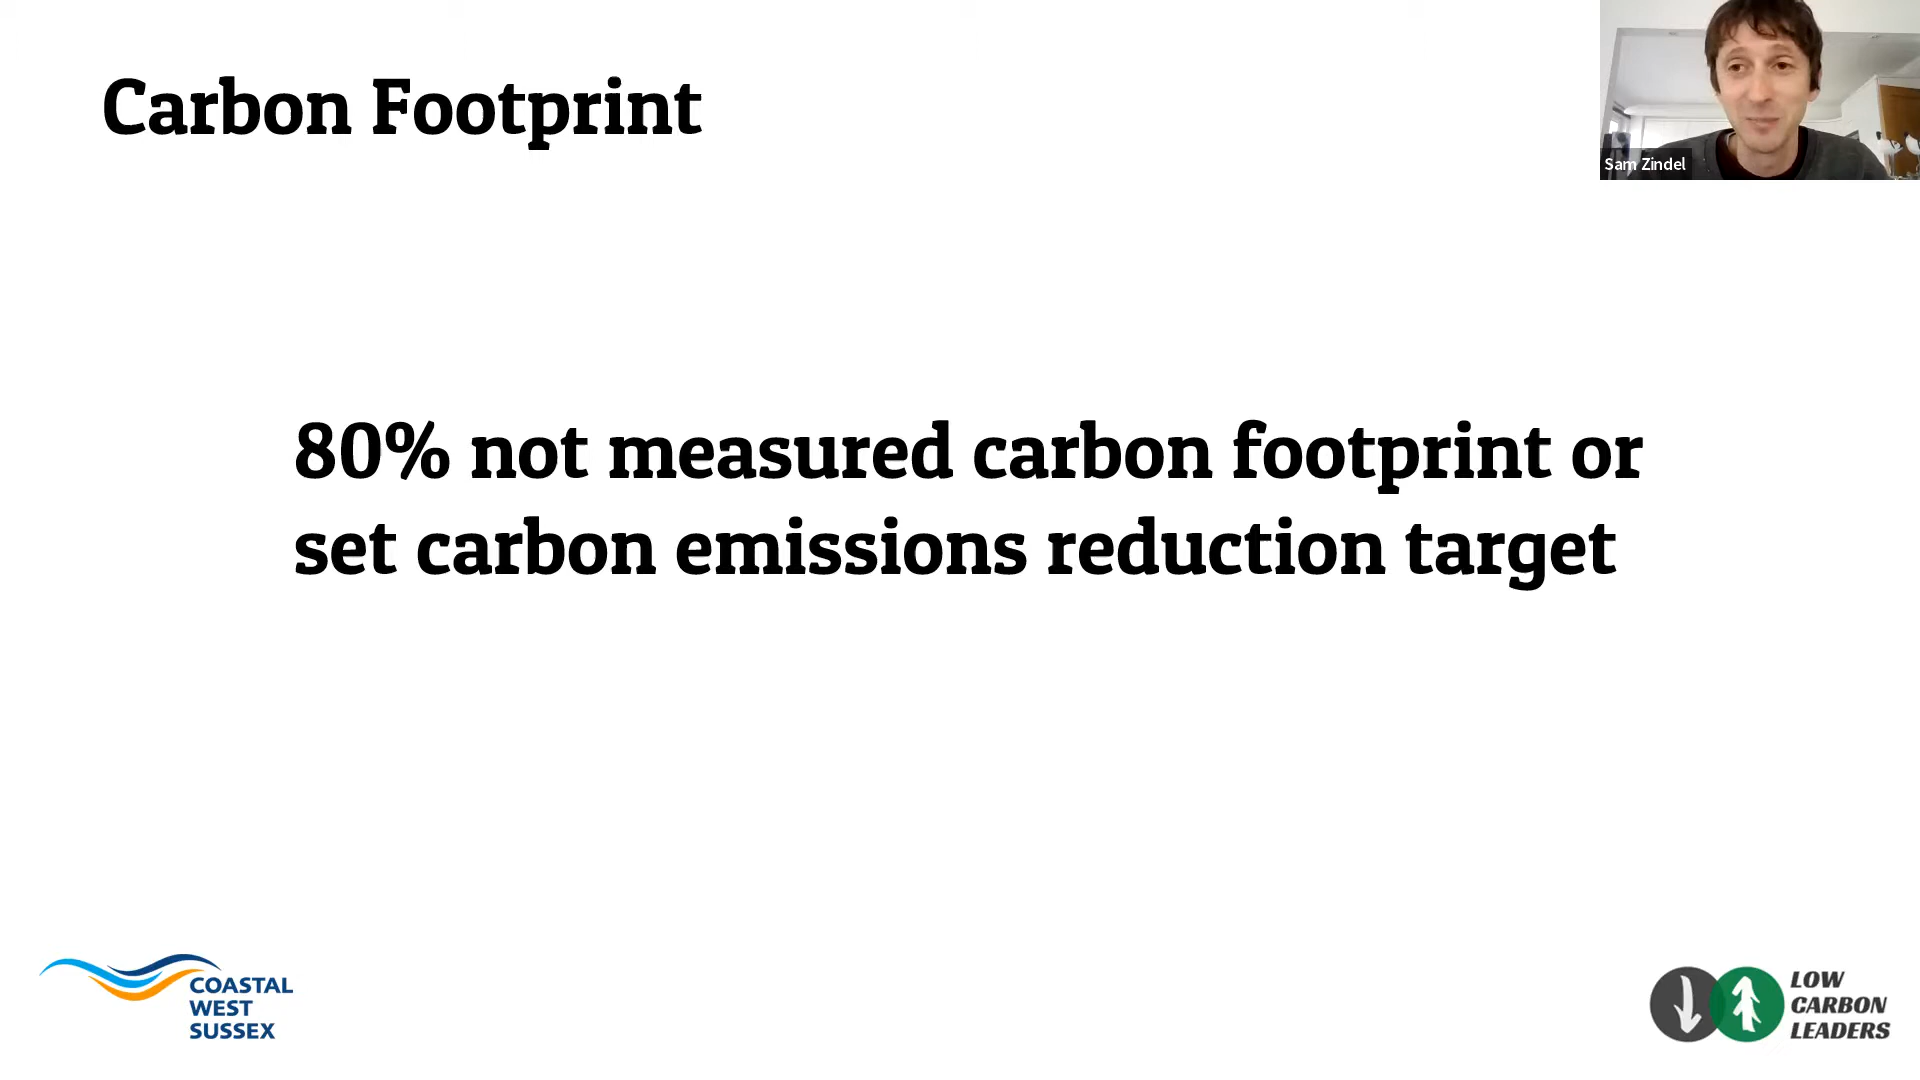 Carbon Footprint
Sam Zindel
80% not measured carbon footprint or
set carbon emissions reduction target
COASTAL
WEST
SUSSEX
LOW
CARBON
LEADERS